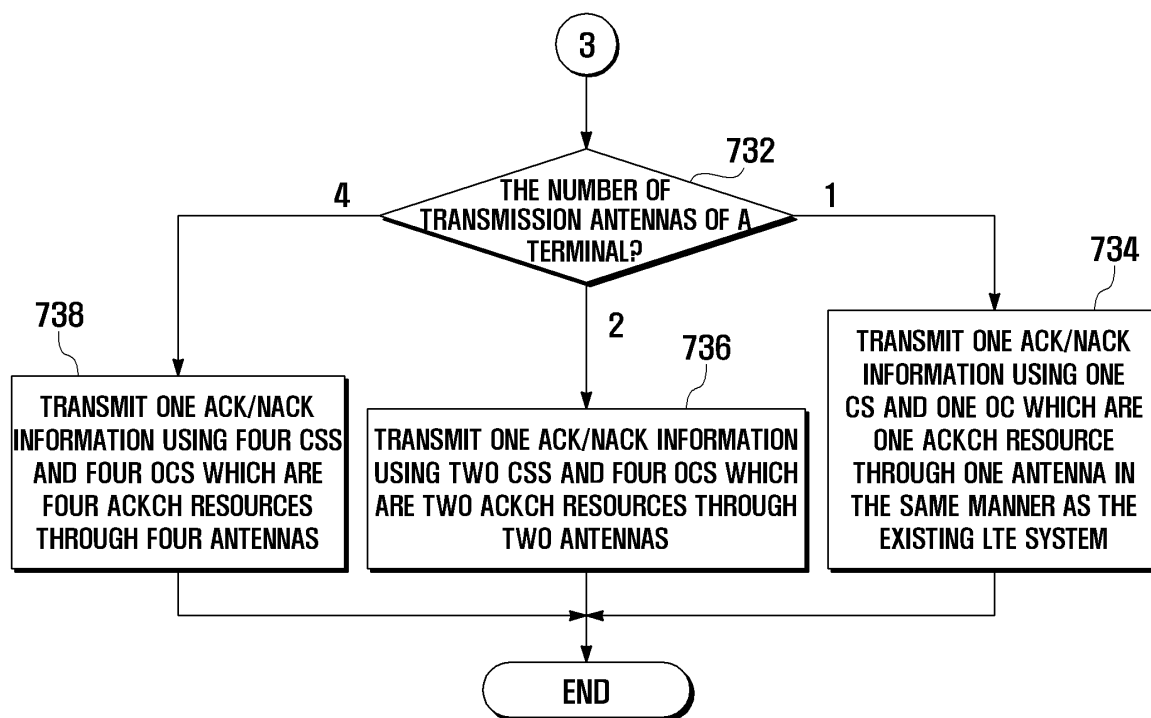 3
732
THE NUMBER OF
TRANSMISSION ANTENNAS OF A
TERMINAL?
4
1
2
734
TRANSMIT ONE ACK/NACK
INFORMATION USING ONE
CS AND ONE OC WHICH ARE
ONE ACKCH RESOURCE
THROUGH ONE ANTENNA IN
THE SAME MANNER AS THE
EXISTING LTE SYSTEM
738
TRANSMIT ONE ACK/NACK
INFORMATION USING FOUR CSS
AND FOUR OCS WHICH ARE
FOUR ACKCH RESOURCES
THROUGH FOUR ANTENNAS
736
TRANSMIT ONE ACK/NACK INFORMATION
USING TWO CSS AND FOUR OCS WHICH
ARE TWO ACKCH RESOURCES THROUGH
TWO ANTENNAS
END